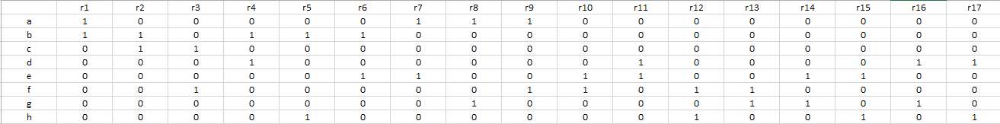 r1 r2 r3 r4 r5 r6 r7 r8 r9 r10 r11 r12 r13 r14 r15 r16 r17
a 1 0 0 0 0 0 1 1 1 0 0 0 0 0 0 0 0
b 1 1 0 1 1 1 0 0 0 0 0 0 0 0 0 0 0
c 0 1 1 0 0 0 0 0 0 0 0 0 0 0 0 0 0
d 0 0 0 1 0 0 0 0 0 0 1 0 0 0 0 1 1
e 0 0 0 0 0 1 1 0 0 1 1 0 0 1 1 0 0
f 0 0 1 0 0 0 0 0 1 1 0 1 1 0 0 0 0
g 0 0 0 0 0 0 0 1 0 0 0 0 1 1 0 1 0
h 0 0 0 0 1 0 0 0 0 0 0 1 0 0 1 0 1